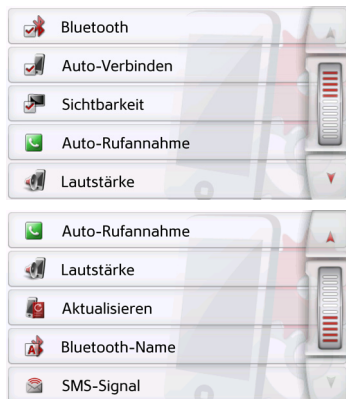 Bluetooth
Auto-Verbinden
Sichtbarkeit
Auto-Rufannahme
Lautstärke
Auto-Rufannahme
Lautstärke
Aktualisieren
A
Bluetooth-Name
SMS-Signal